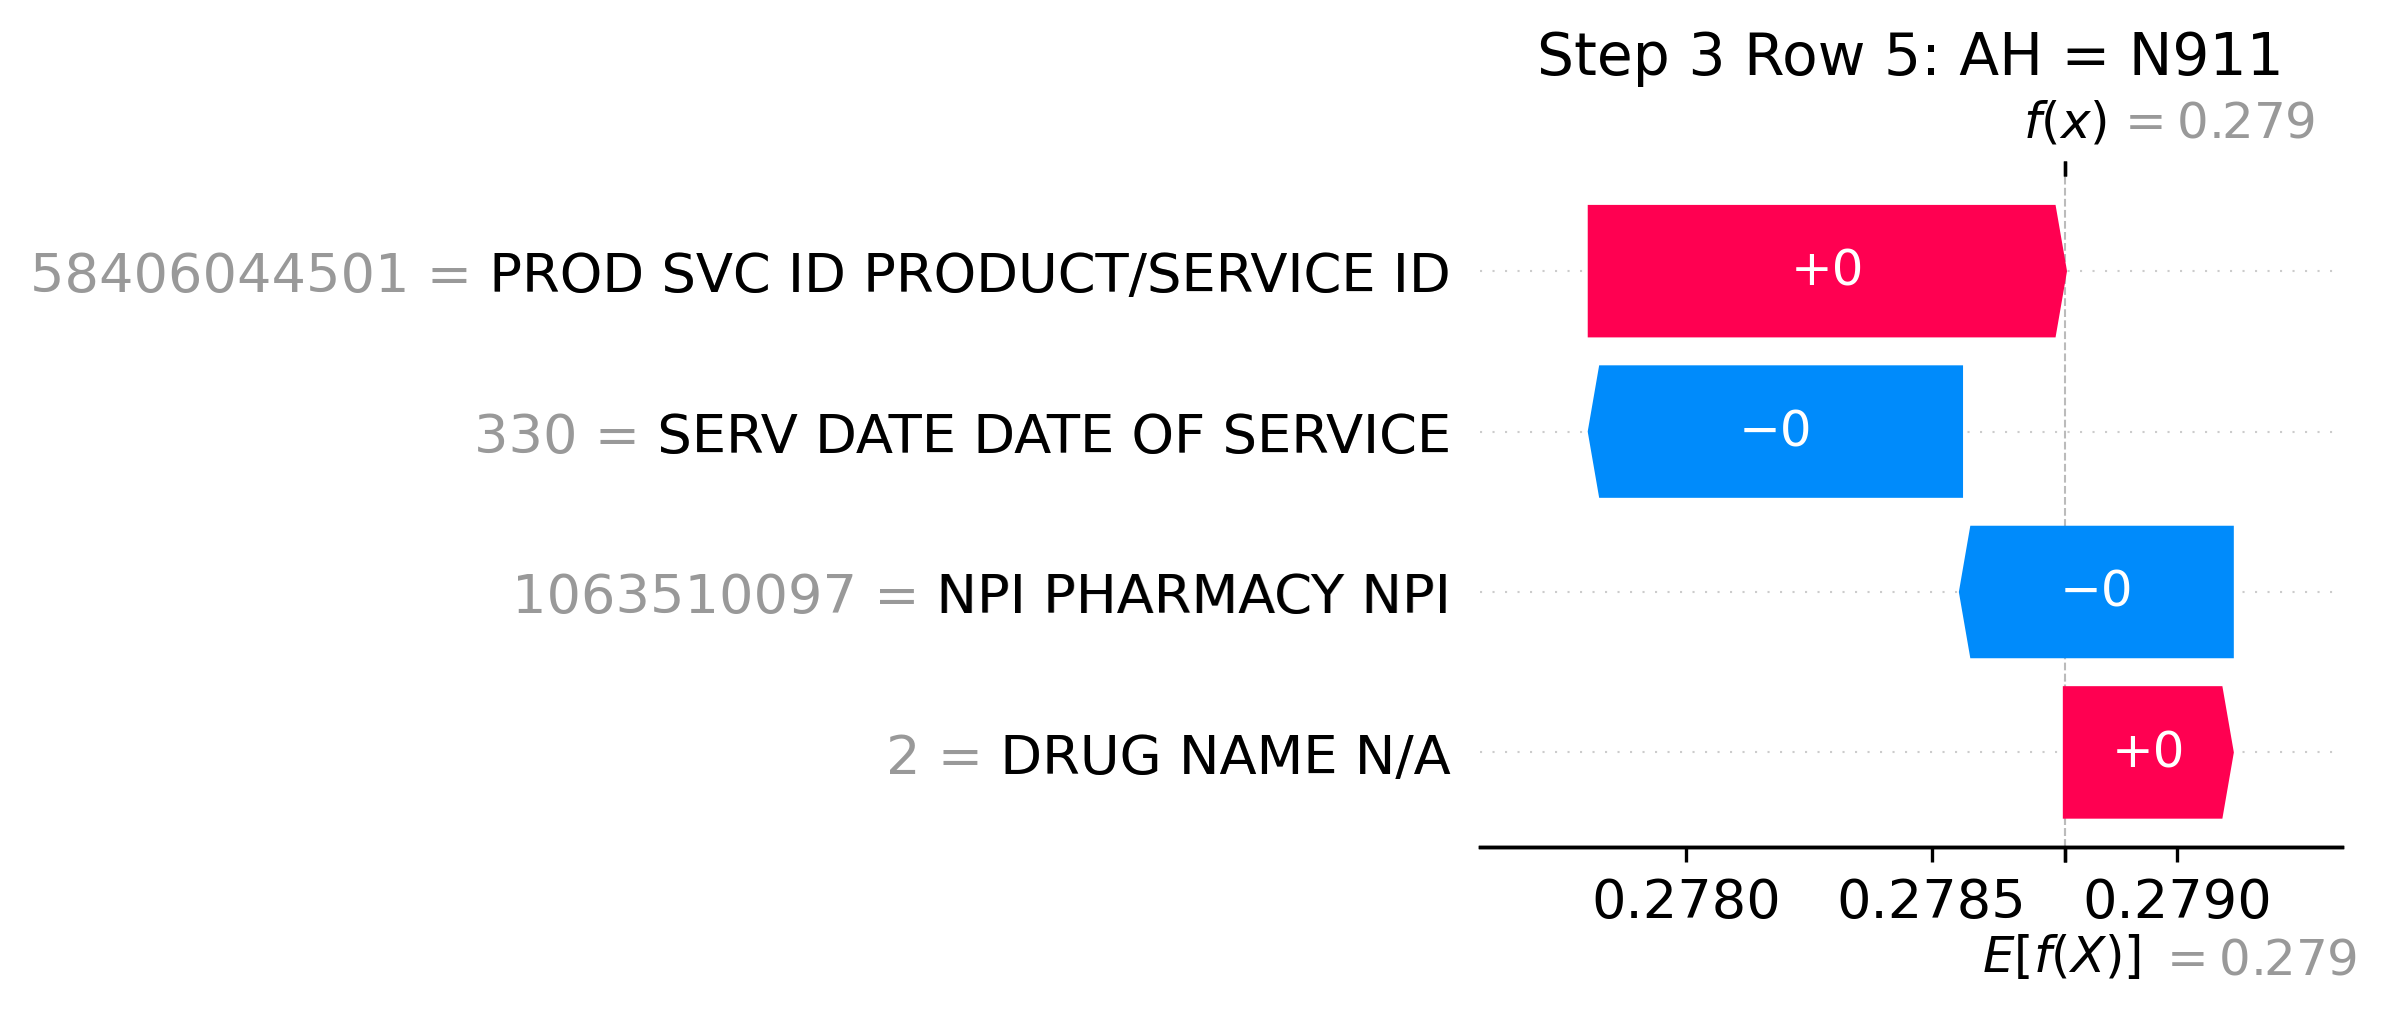 Step 3 Row 5: AH = N911
f(x) = 0.279
58406044501 = PROD SVC ID PRODUCT/SERVICE ID
+0
330 = SERV DATE DATE OF SERVICE
−0
1063510097 = NPI PHARMACY NPI
−0
2 = DRUG NAME N/A
+0
0.2780 0.2785 0.2790
E[f(X)] = 0.279